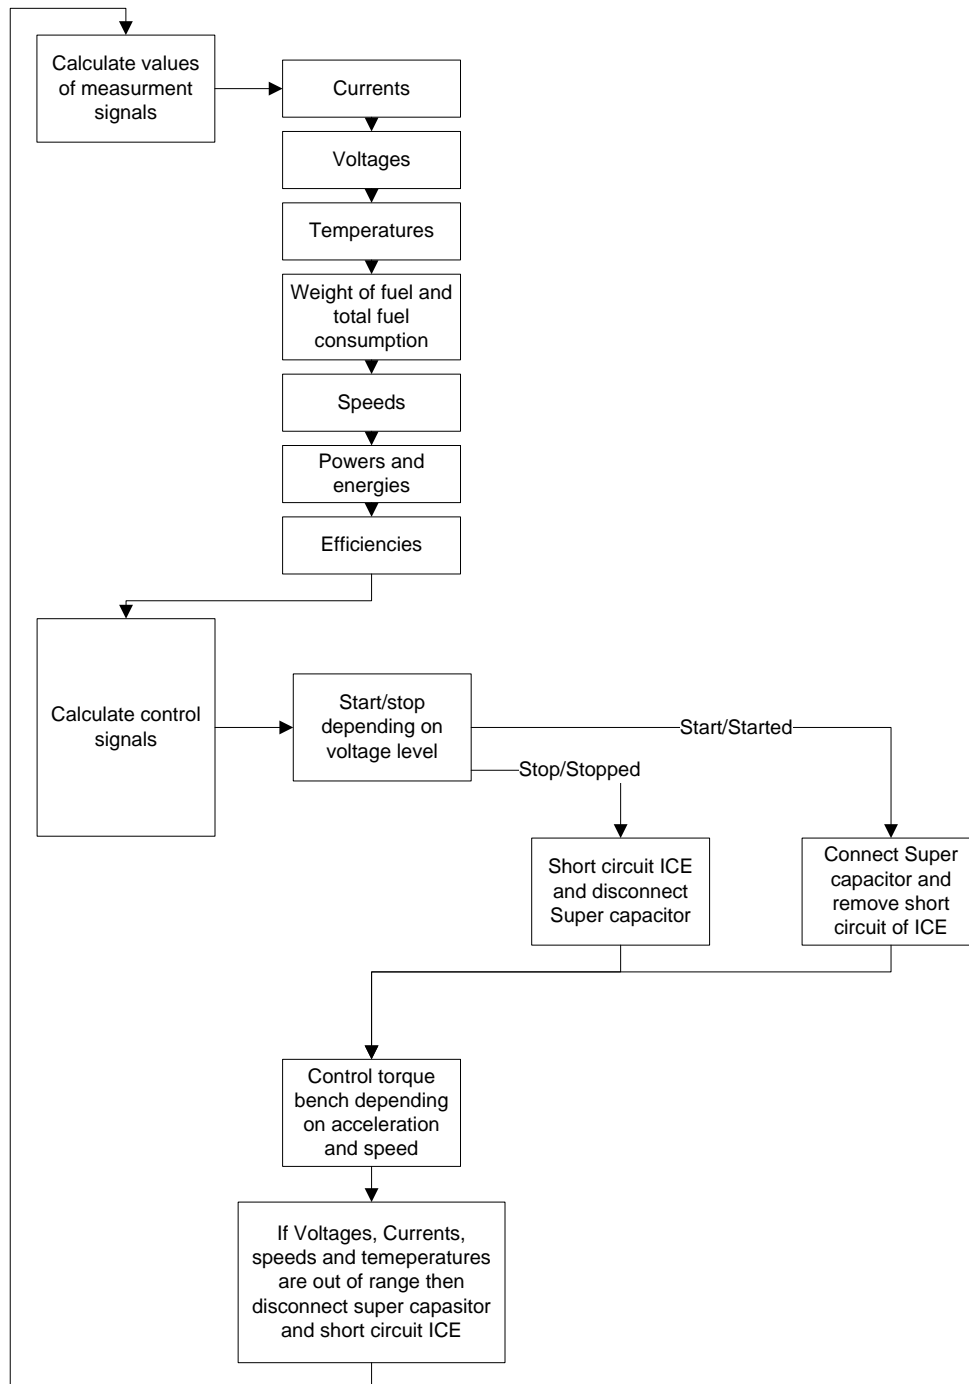 Calculate values
of measurment
signals
Currents
Voltages
Temperatures
Weight of fuel and
total fuel
consumption
Speeds
Powers and
energies
Efficiencies
Calculate control
signals
Start/stop
depending on
voltage level
Start/Started
Stop/Stopped
Short circuit ICE
and disconnect
Super capacitor
Connect Super
capacitor and
remove short
circuit of ICE
Control torque
bench depending
on acceleration
and speed
If Voltages, Currents,
speeds and temeperatures
are out of range then
disconnect super capasitor
and short circuit ICE